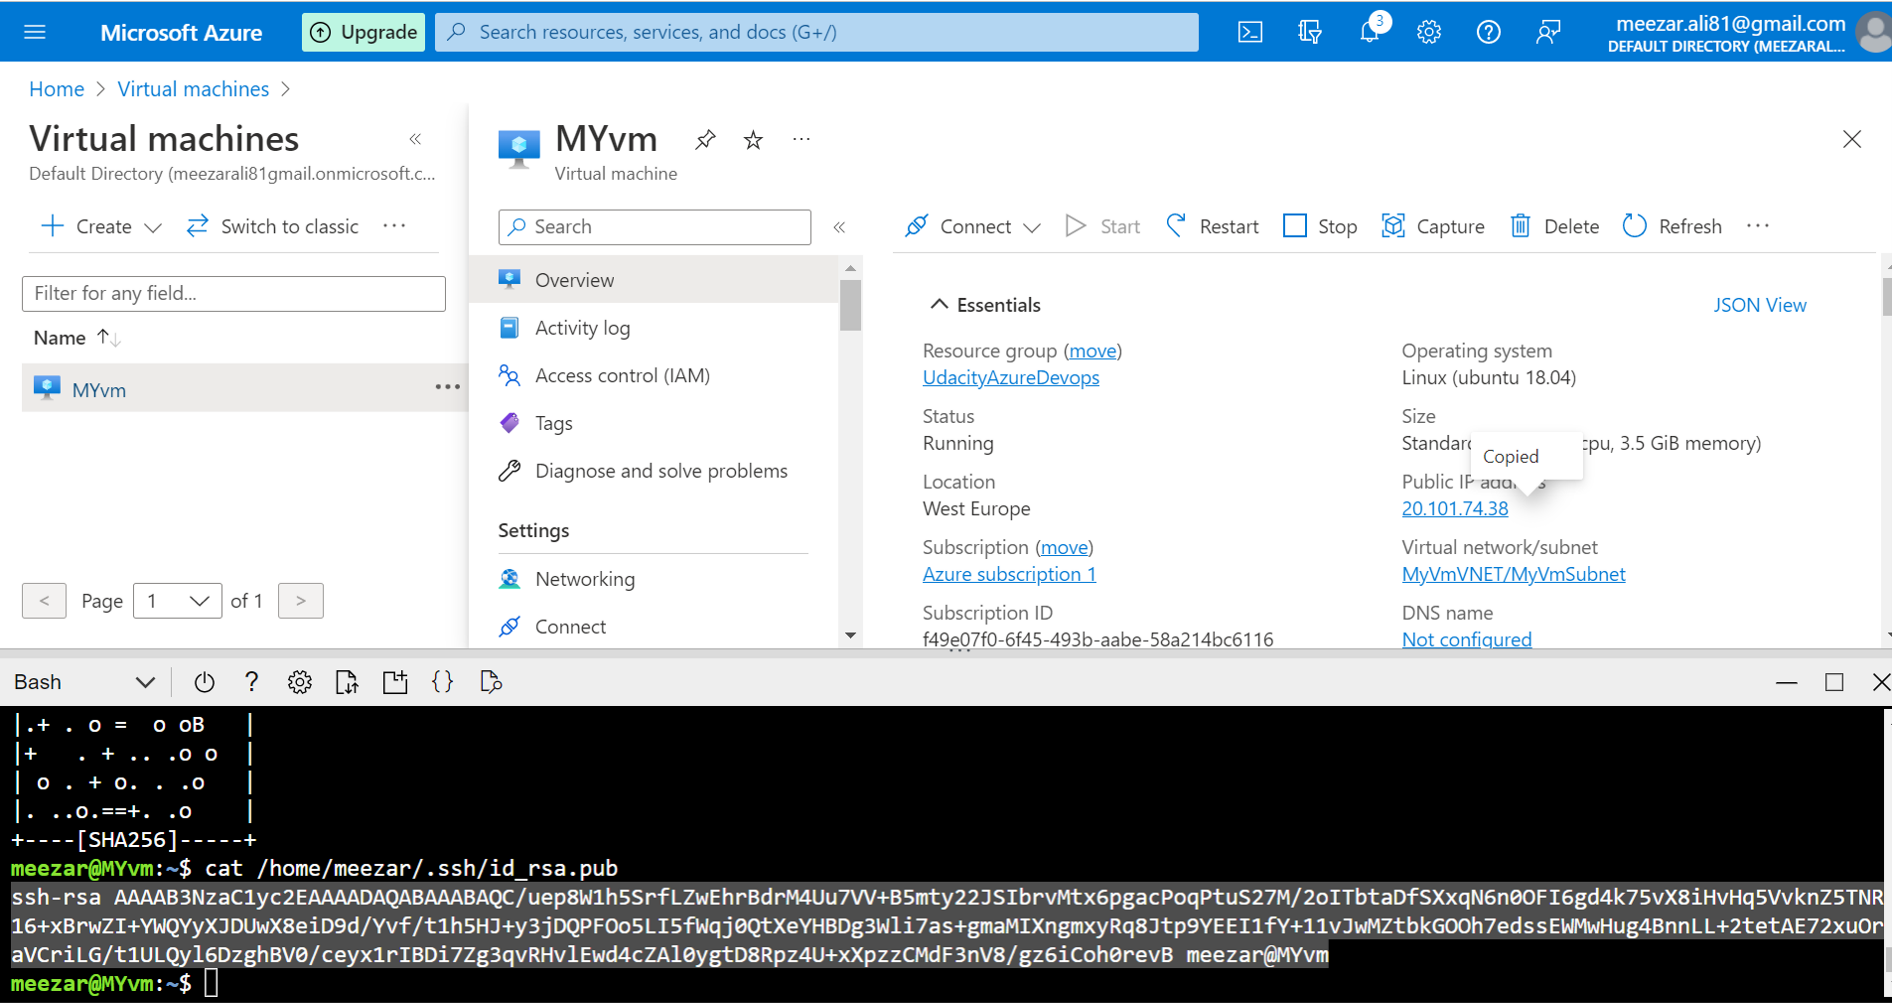 Microsoft Azure
Upgrade
Search resources, services, and docs (G+/)
3
meezar.ali81@gmail.com
DEFAULT DIRECTORY (MEEZARAL...
Home > Virtual machines >
Virtual machines
«
Default Directory (meezarali81gmail.onmicrosoft.c...
Create
Switch to classic
...
Filter for any field...
Name
MYvm
...
<
Page
1
of 1
>
MYvm
...
Virtual machine
Search
«
Overview
Activity log
Access control (IAM)
Tags
Diagnose and solve problems
Settings
Networking
Connect
Connect
Start
Restart
Stop
Capture
Delete
Refresh
...
Essentials
JSON View
Resource group (move)
UdacityAzureDevops
Status
Running
Location
West Europe
Subscription (move)
Azure subscription 1
Subscription ID
f49e07f0-6f45-493b-aabe-58a214bc6116
Operating system
Linux (ubuntu 18.04)
Size
3.5 GiB memory)
Copied
Public IP
20.101.74.38
Virtual network/subnet
MyVmVNET/MyVmSubnet
DNS name
Not configured
Bash
?
{}
|.+ . o =  o oB   |
|+   . + .. .o o  |
| o . + o. . .o   |
|. ..o.==+. .o    |
+----[SHA256]-----+
meezar@MYvm:~$ cat /home/meezar/.ssh/id_rsa.pub
ssh-rsa AAAAB3NzaC1yc2EAAAADAQABAAABAQC/uep8W1h5SrfLZwEhrBdrM4Uu7VV+B5mty22JSIbrvMtx6pgacPoqPtuS27M/2oITbtaDfSXxqN6n0OFI6gd4k75vX8iHvHq5VvknZ5TNR
16+xBrwZI+YWQYyXJDUwX8eiD9d/Yvf/t1h5HJ+y3jDQPFOo5LI5fWqj0QtXeYHBDg3Wli7as+gmaMIXngmxyRq8Jtp9YEEI1fY+11vJwMZtbkGOOh7edssEWMwHug4BnnLL+2tetAE72xuOr
aVCriLG/t1ULQyl6DzghBV0/ceyx1rIBDi7Zg3qvRHvlEwd4cZAl0ygtD8Rpz4U+xXpzzCMdF3nV8/gz6iCoh0revB meezar@MYvm
meezar@MYvm:~$